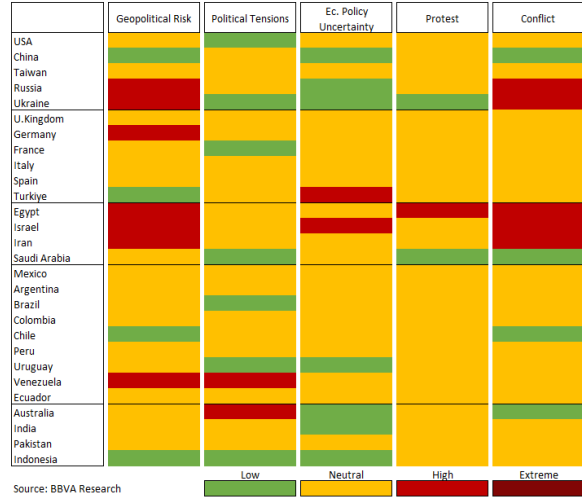 Geopolitical Risk Political Tensions Ec. Policy Uncertainty Protest Conflict
USA
China
Taiwan
Russia
Ukraine
U.Kingdom
Germany
France
Italy
Spain
Turkiye
Egypt
Israel
Iran
Saudi Arabia
Mexico
Argentina
Brazil
Colombia
Chile
Peru
Uruguay
Venezuela
Ecuador
Australia
India
Pakistan
Indonesia
Low Neutral High Extreme
Source: BBVA Research